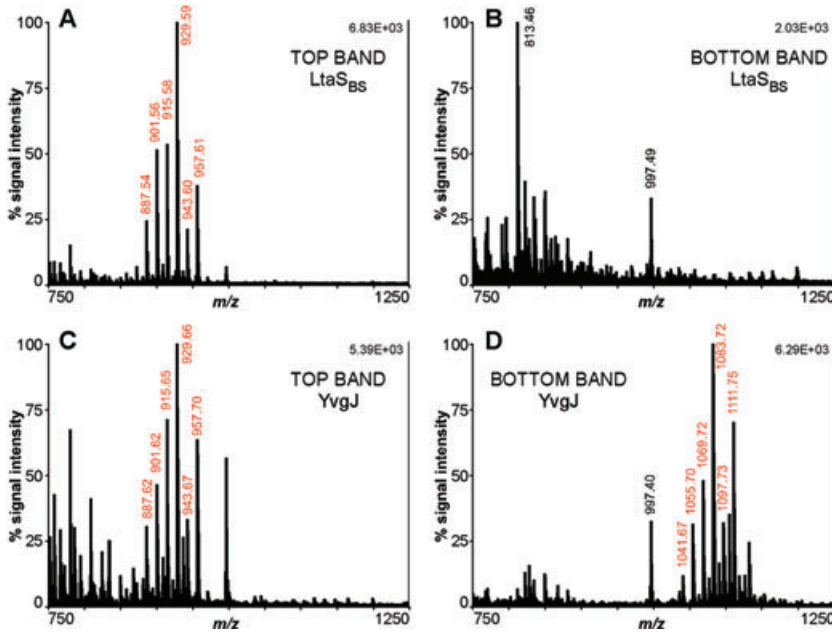 A
6.83E+03
TOP BAND
LtaS_BS
% signal intensity
100
75
50
25
0
887.54
901.56
915.58
929.59
943.60
957.61
750
m/z
1250
B
2.03E+03
BOTTOM BAND
LtaS_BS
% signal intensity
100
75
50
25
0
813.46
997.49
750
m/z
1250
C
5.39E+03
TOP BAND
YvgJ
% signal intensity
100
75
50
25
0
887.62
901.62
915.65
929.66
943.67
957.70
750
m/z
1250
D
6.29E+03
BOTTOM BAND
YvgJ
% signal intensity
100
75
50
25
0
997.40
1041.67
1055.70
1069.72
1083.72
1097.73
1111.75
750
m/z
1250